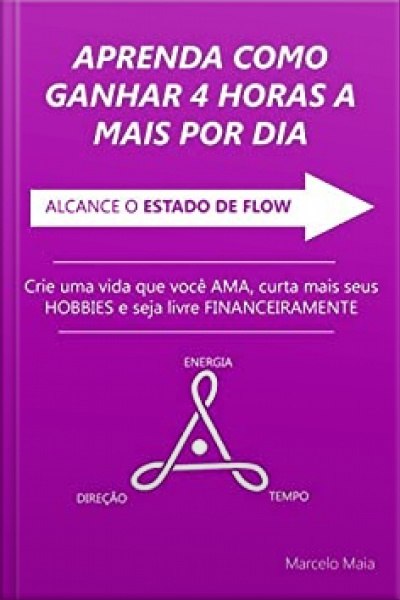 APRENDA COMO
GANHAR 4 HORAS A
MAIS POR DIA
ALCANCE O ESTADO DE FLOW
Crie uma vida que você AMA, curta mais seus
HOBBIES e seja livre FINANCEIRAMENTE
ENERGIA
DIREÇÃO
TEMPO
Marcelo Maia